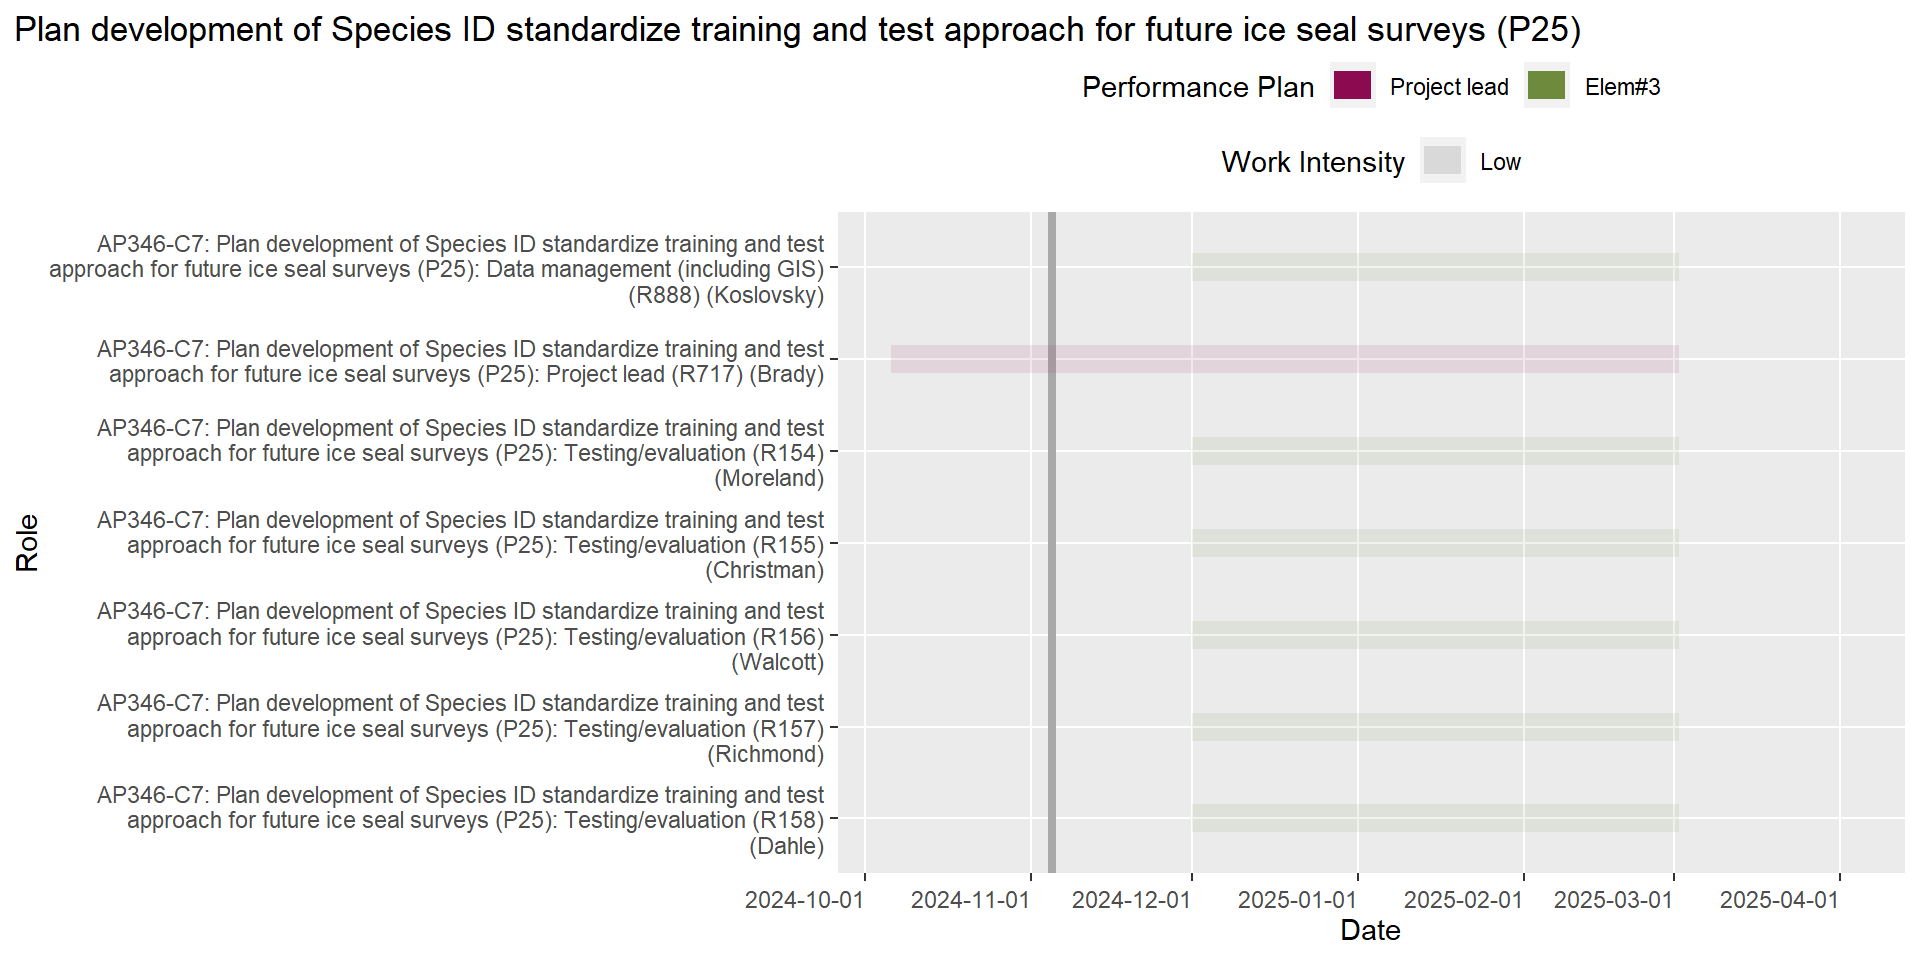 Plan development of Species ID standardize training and test approach for future ice seal surveys (P25)
Performance Plan Project lead Elem#3
Work Intensity Low
AP346-C7: Plan development of Species ID standardize training and test
approach for future ice seal surveys (P25): Data management (including GIS)
(R888) (Koslovsky)
AP346-C7: Plan development of Species ID standardize training and test
approach for future ice seal surveys (P25): Project lead (R717) (Brady)
AP346-C7: Plan development of Species ID standardize training and test
approach for future ice seal surveys (P25): Testing/evaluation (R154)
(Moreland)
AP346-C7: Plan development of Species ID standardize training and test
approach for future ice seal surveys (P25): Testing/evaluation (R155)
(Christman)
AP346-C7: Plan development of Species ID standardize training and test
approach for future ice seal surveys (P25): Testing/evaluation (R156)
(Walcott)
AP346-C7: Plan development of Species ID standardize training and test
approach for future ice seal surveys (P25): Testing/evaluation (R157)
(Richmond)
AP346-C7: Plan development of Species ID standardize training and test
approach for future ice seal surveys (P25): Testing/evaluation (R158)
(Dahle)
Role
2024-10-01 2024-11-01 2024-12-01 2025-01-01 2025-02-01 2025-03-01 2025-04-01
Date